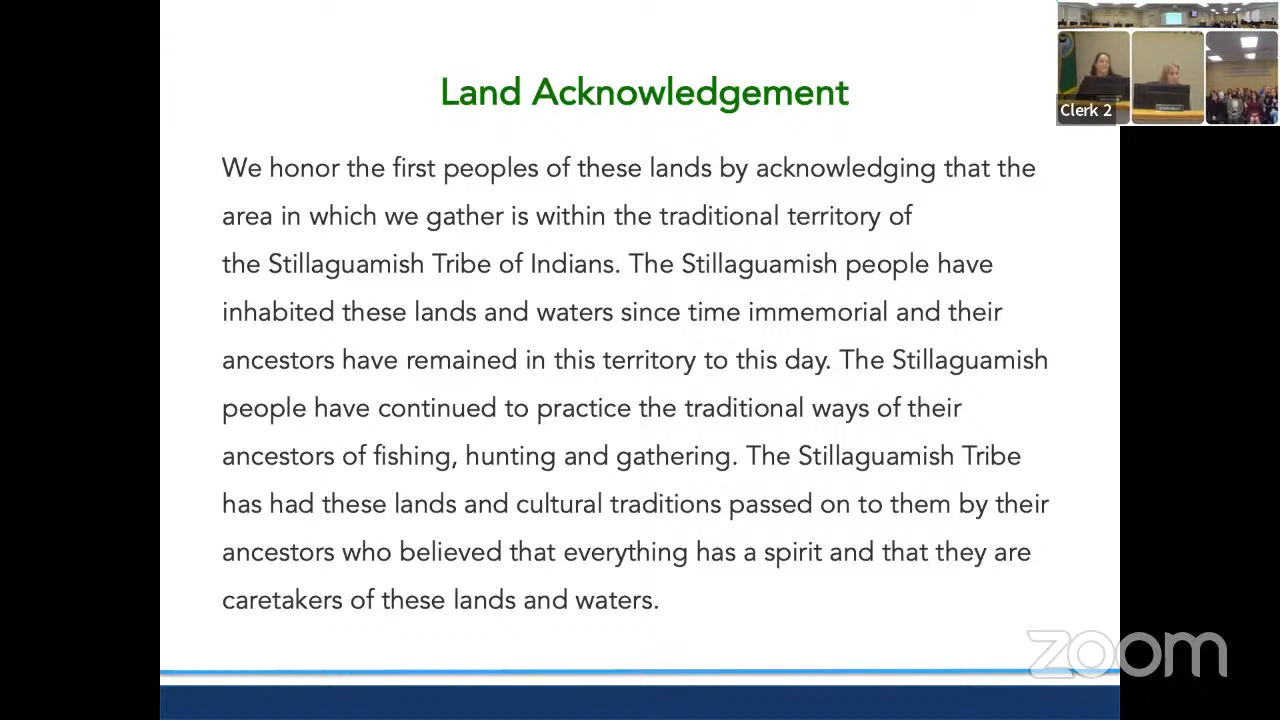 Land Acknowledgement
We honor the first peoples of these lands by acknowledging that the
area in which we gather is within the traditional territory of
the Stillaguamish Tribe of Indians. The Stillaguamish people have
inhabited these lands and waters since time immemorial and their
ancestors have remained in this territory to this day. The Stillaguamish
people have continued to practice the traditional ways of their
ancestors of fishing, hunting and gathering. The Stillaguamish Tribe
has had these lands and cultural traditions passed on to them by their
ancestors who believed that everything has a spirit and that they are
caretakers of these lands and waters.
Clerk 2
zoom